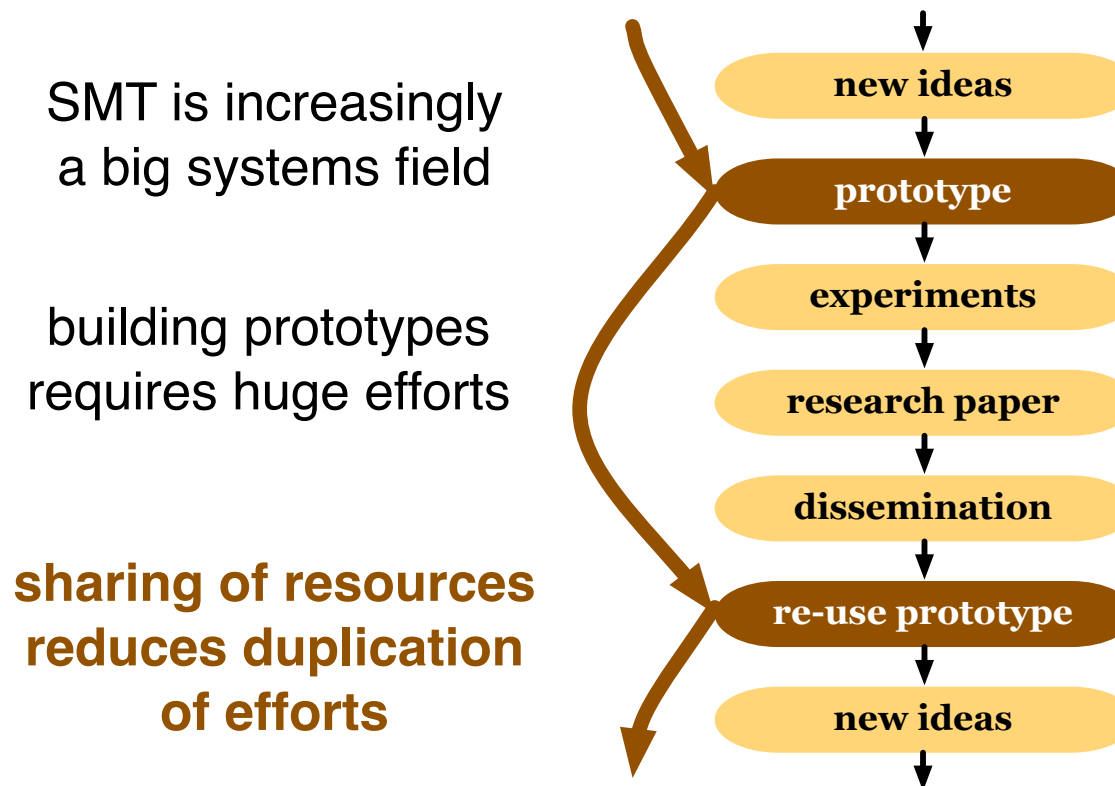 SMT is increasingly
a big systems field
building prototypes
requires huge efforts
sharing of resources
reduces duplication
of efforts
new ideas
prototype
experiments
research paper
dissemination
re-use prototype
new ideas